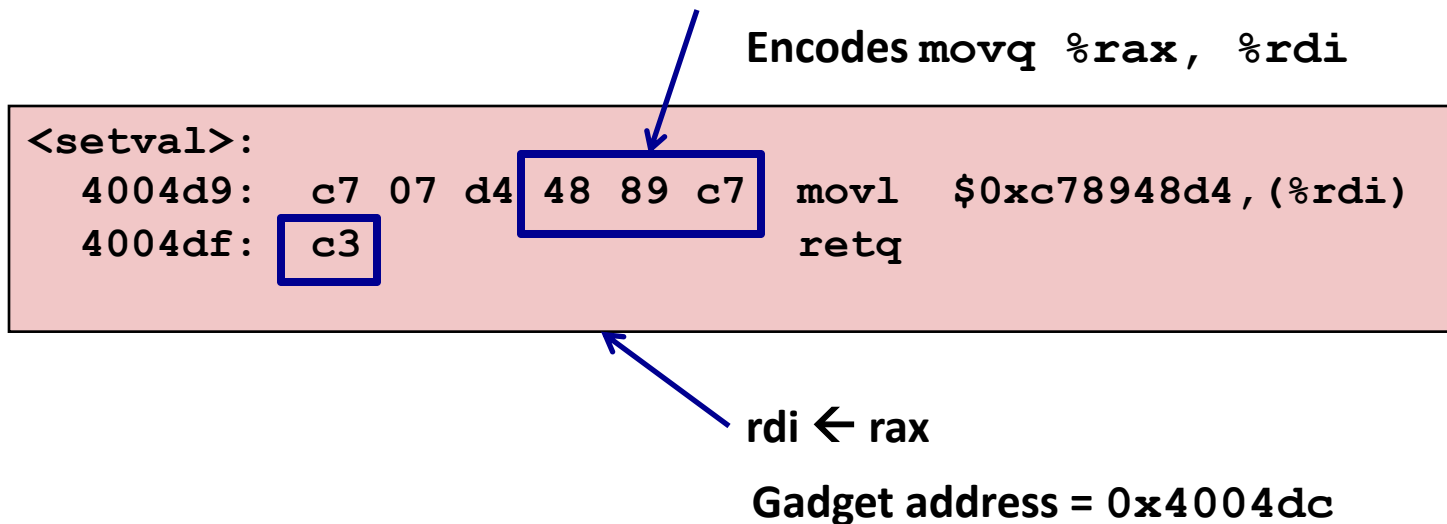 Encodes movq %rax, %rdi
<setval>:
4004d9: c7 07 d4 48 89 c7 movl $0xc78948d4,(%rdi)
4004df: c3 retq
rdi ← rax
Gadget address = 0x4004dc